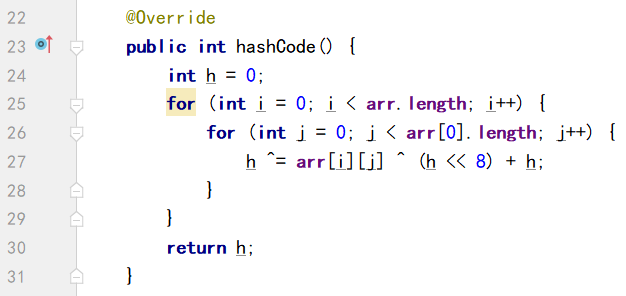 22 @Override
23 public int hashCode() {
24 int h = 0;
25 for (int i = 0; i < arr.length; i++) {
26 for (int j = 0; j < arr[0].length; j++) {
27 h ^= arr[i][j] ^ (h << 8) + h;
28 }
29 }
30 return h;
31 }